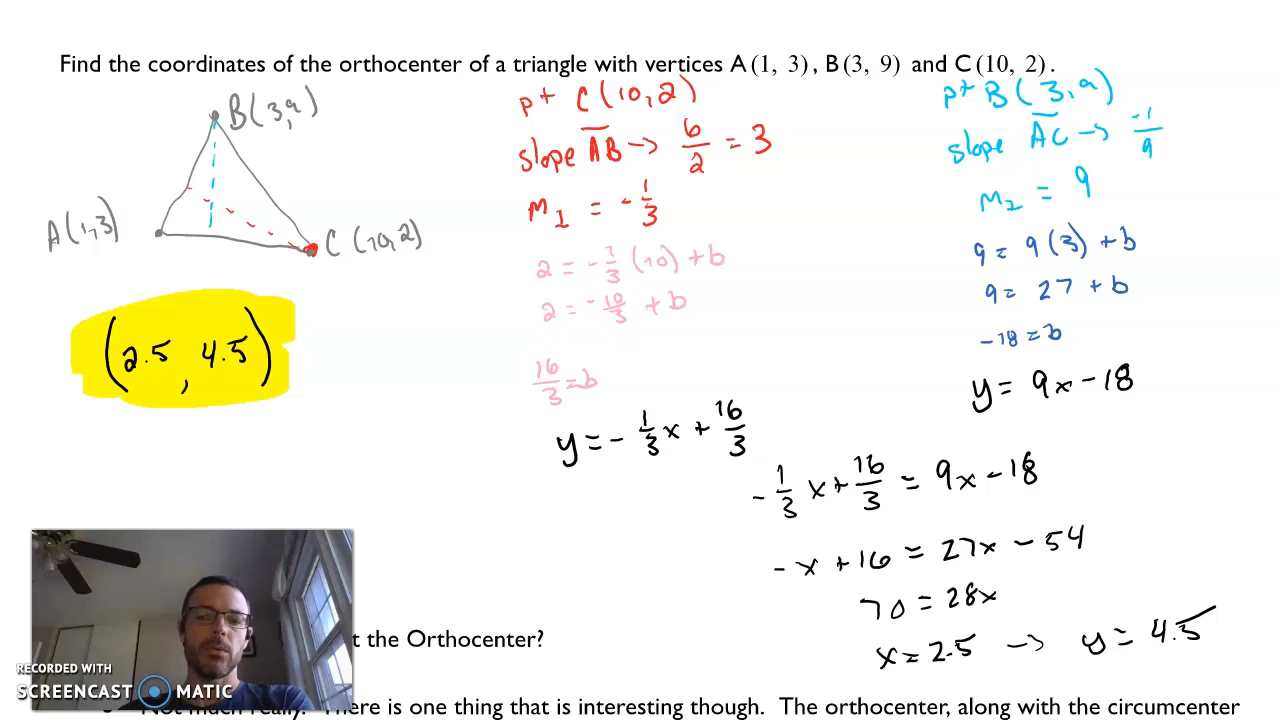 Find the coordinates of the orthocenter of a triangle with vertices A (1, 3), B (3, 9) and C (10, 2).
B(3,9)
A(1,3)
C (10,2)
(2.5, 4.5)
pt C (10,2)
slope AB → 6/2 = 3
m⊥ = -1/3
2 = -1/3 (10) + b
2 = -10/3 + b
16/3 = b
y = -1/3x + 16/3
pt B (3,9)
slope AC → -1/9
m⊥ = 9
9 = 9(3) + b
9 = 27 + b
-18 = b
y = 9x - 18
-1/3 x + 16/3 = 9x - 18
-x + 16 = 27x - 54
70 = 28x
x = 2.5 → y = 4.5
t the Orthocenter?
RECORDED WITH
SCREENCAST MATIC
Not much really. There is one thing that is interesting though. The orthocenter, along with the circumcenter